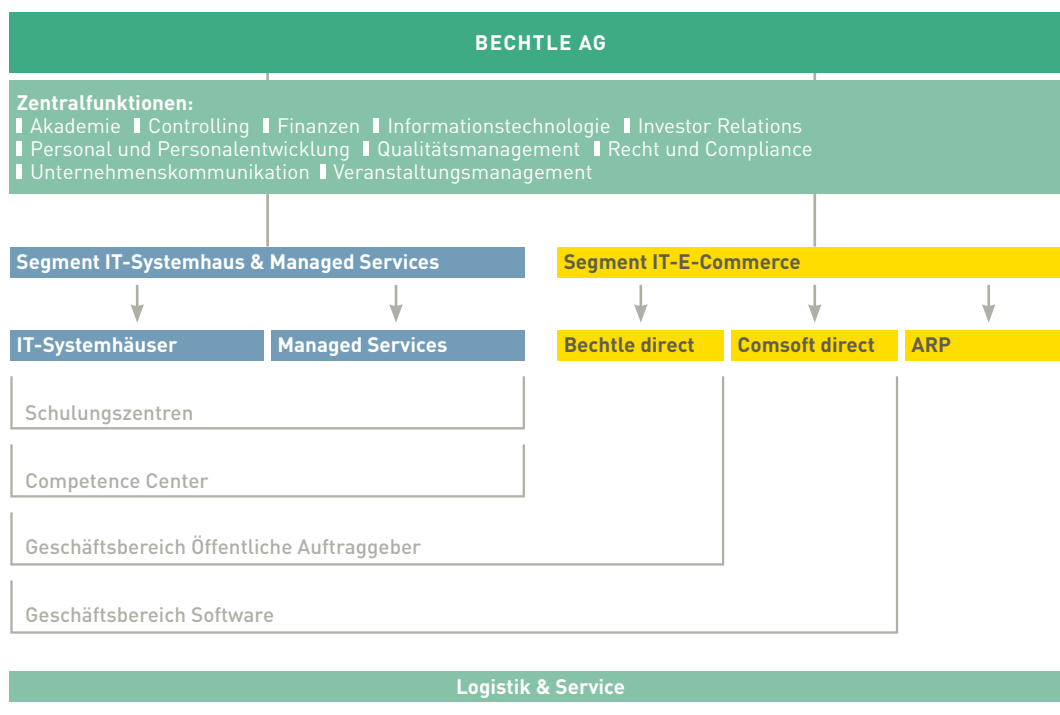 BECHTLE AG
Zentralfunktionen:
Akademie Controlling Finanzen Informationstechnologie Investor Relations
Personal und Personalentwicklung Qualitätsmanagement Recht und Compliance
Unternehmenskommunikation Veranstaltungsmanagement
Segment IT-Systemhaus & Managed Services
Segment IT-E-Commerce
IT-Systemhäuser
Managed Services
Bechtle direct
Comsoft direct
ARP
Schulungszentren
Competence Center
Geschäftsbereich Öffentliche Auftraggeber
Geschäftsbereich Software
Logistik & Service